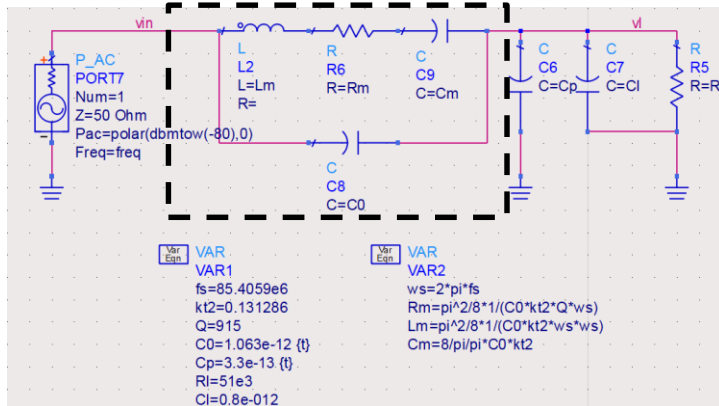 vin
vl
P_AC
PORT7
Num=1
Z=50 Ohm
Pac=polar(dbmtow(-80),0)
Freq=freq
L
L2
L=Lm
R=
R
R6
R=Rm
C
C9
C=Cm
C
C8
C=C0
C
C6
C=Cp
C
C7
C=Cl
R
R5
R=R
Var
Eqn
VAR
VAR1
fs=85.4059e6
kt2=0.131286
Q=915
C0=1.063e-12 {t}
Cp=3.3e-13 {t}
Rl=51e3
Cl=0.8e-012
Var
Eqn
VAR
VAR2
ws=2*pi*fs
Rm=pi^2/8*1/(C0*kt2*Q*ws)
Lm=pi^2/8*1/(C0*kt2*ws*ws)
Cm=8/pi/pi*C0*kt2